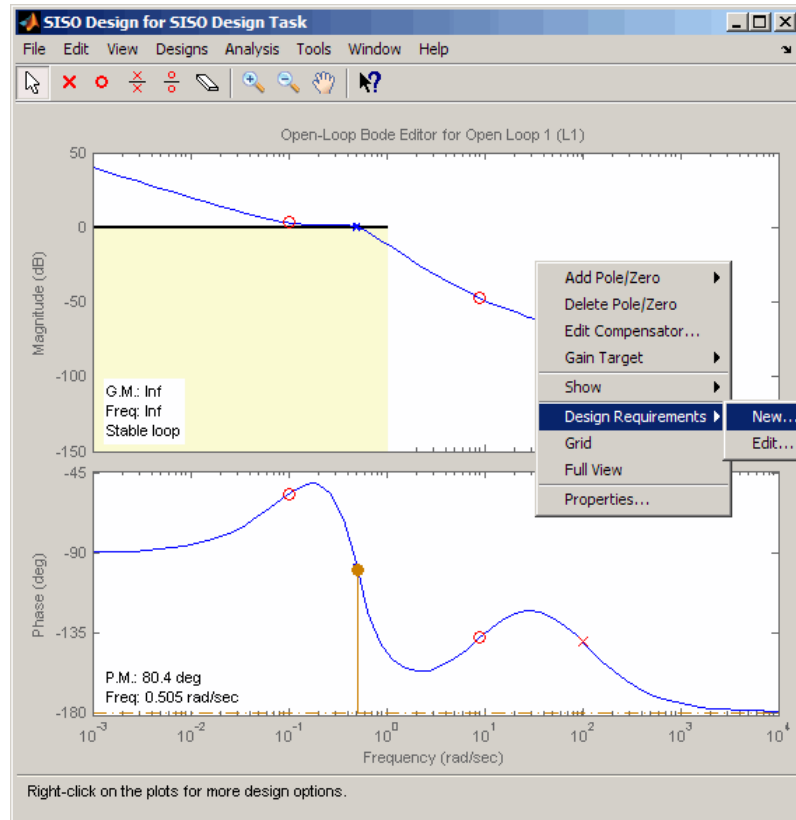 SISO Design for SISO Design Task
File Edit View Designs Analysis Tools Window Help
Open-Loop Bode Editor for Open Loop 1 (L1)
50
0
-50
-100
-150
Magnitude (dB)
G.M.: Inf
Freq: Inf
Stable loop
Add Pole/Zero
Delete Pole/Zero
Edit Compensator...
Gain Target
Show
Design Requirements
New...
Grid
Edit...
Full View
Properties...
-45
-90
-135
-180
Phase (deg)
P.M.: 80.4 deg
Freq: 0.505 rad/sec
10^-3 10^-2 10^-1 10^0 10^1 10^2 10^3 10^4
Frequency (rad/sec)
Right-click on the plots for more design options.